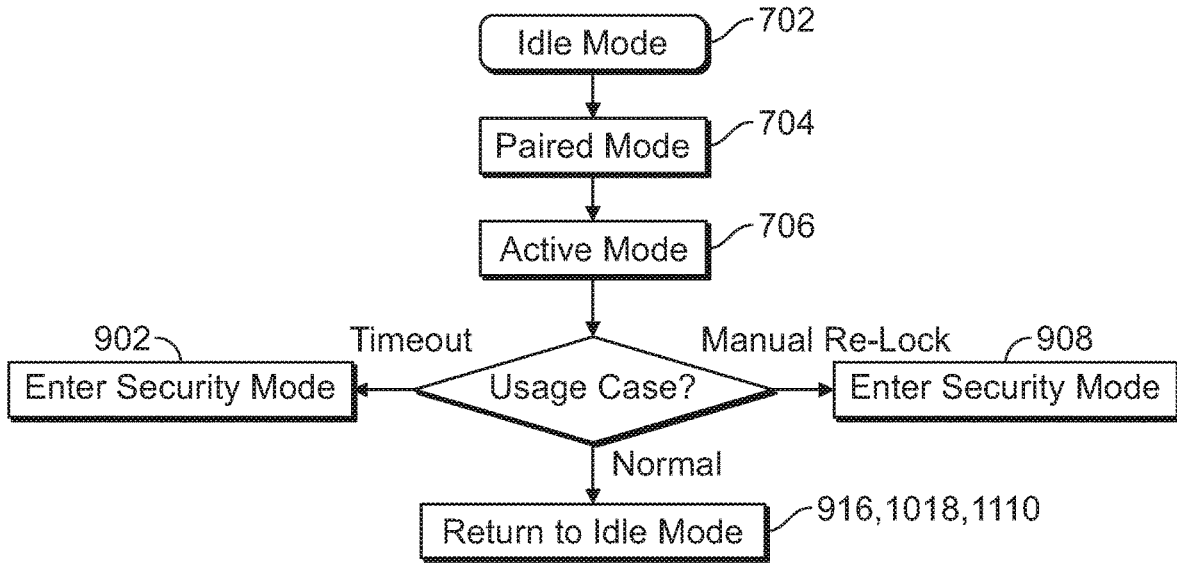 Idle Mode
702
Paired Mode
704
Active Mode
706
902
Timeout
Manual Re-Lock
908
Enter Security Mode
Usage Case?
Enter Security Mode
Normal
Return to Idle Mode
916,1018,1110